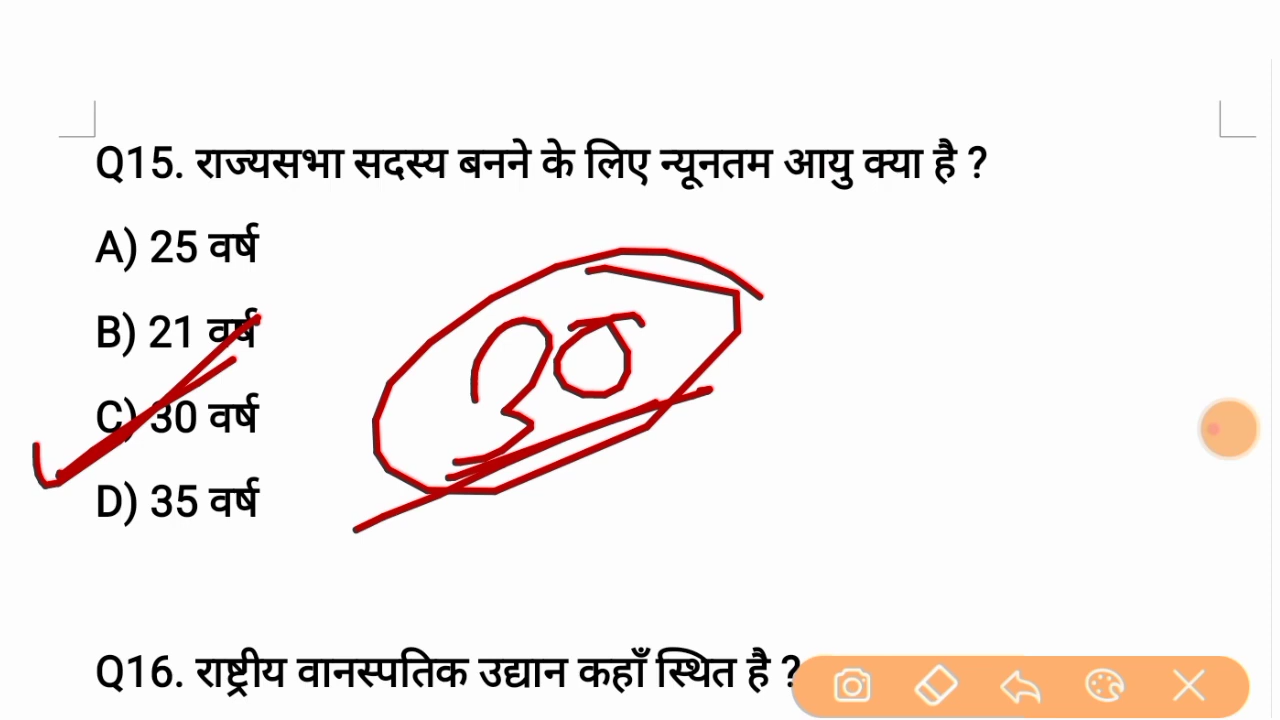 Q15. राज्यसभा सदस्य बनने के लिए न्यूनतम आयु क्या है ?
A) 25 वर्ष
B) 21 वर्ष
C) 30 वर्ष
30
D) 35 वर्ष
Q16. राष्ट्रीय वानस्पतिक उद्यान कहाँ स्थित है ?